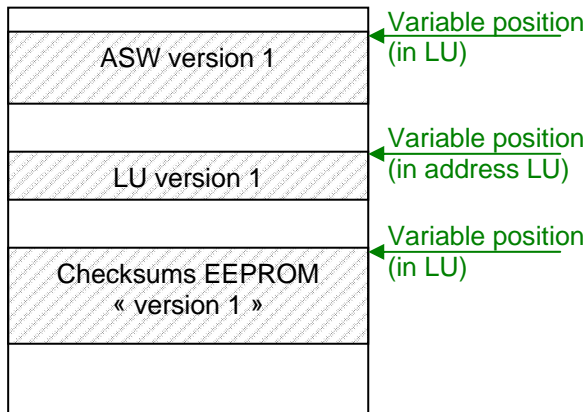 Variable position
(in LU)
ASW version 1
Variable position
(in address LU)
LU version 1
Variable position
(in LU)
Checksums EEPROM
« version 1 »